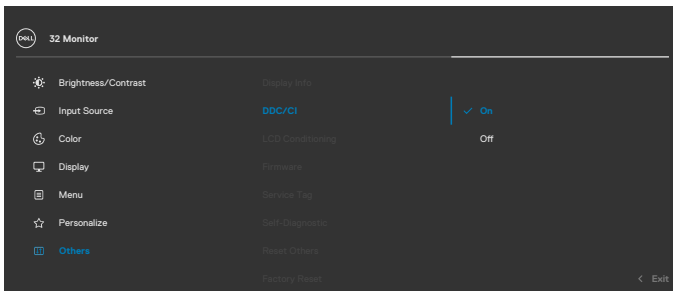 DELL
32 Monitor
Brightness/Contrast
Display Info
Input Source
DDC/CI
On
Color
LCD Conditioning
Off
Display
Firmware
Menu
Service Tag
Personalize
Self-Diagnostic
Others
Reset Others
Factory Reset
Exit